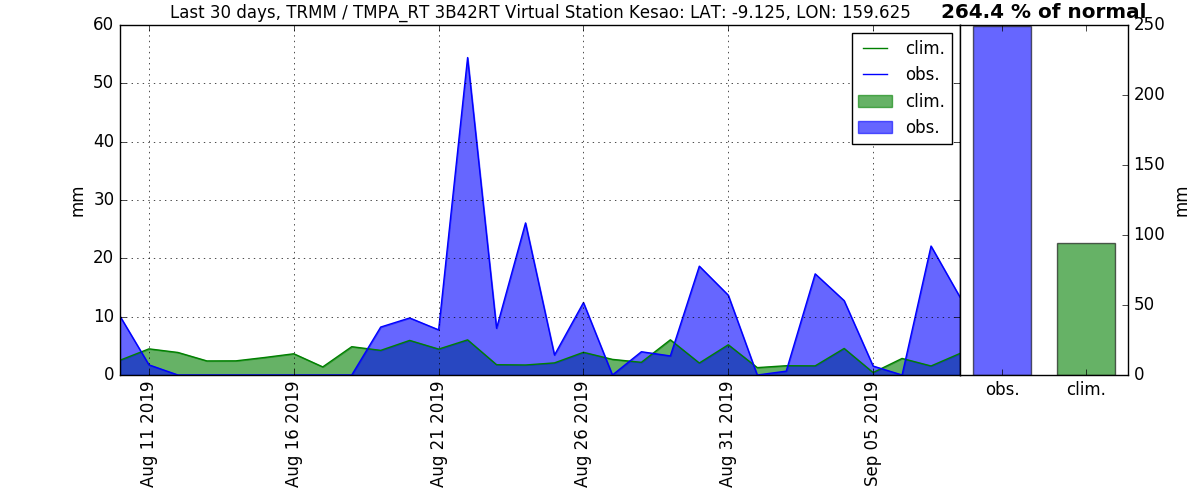 Last 30 days, TRMM / TMPA_RT 3B42RT Virtual Station Kesao: LAT: -9.125, LON: 159.625
264.4 % of normal
60
50
40
30
20
10
0
mm
clim.
obs.
clim.
obs.
Aug 11 2019
Aug 16 2019
Aug 21 2019
Aug 26 2019
Aug 31 2019
Sep 05 2019
250
200
150
100
50
0
mm
obs.
clim.